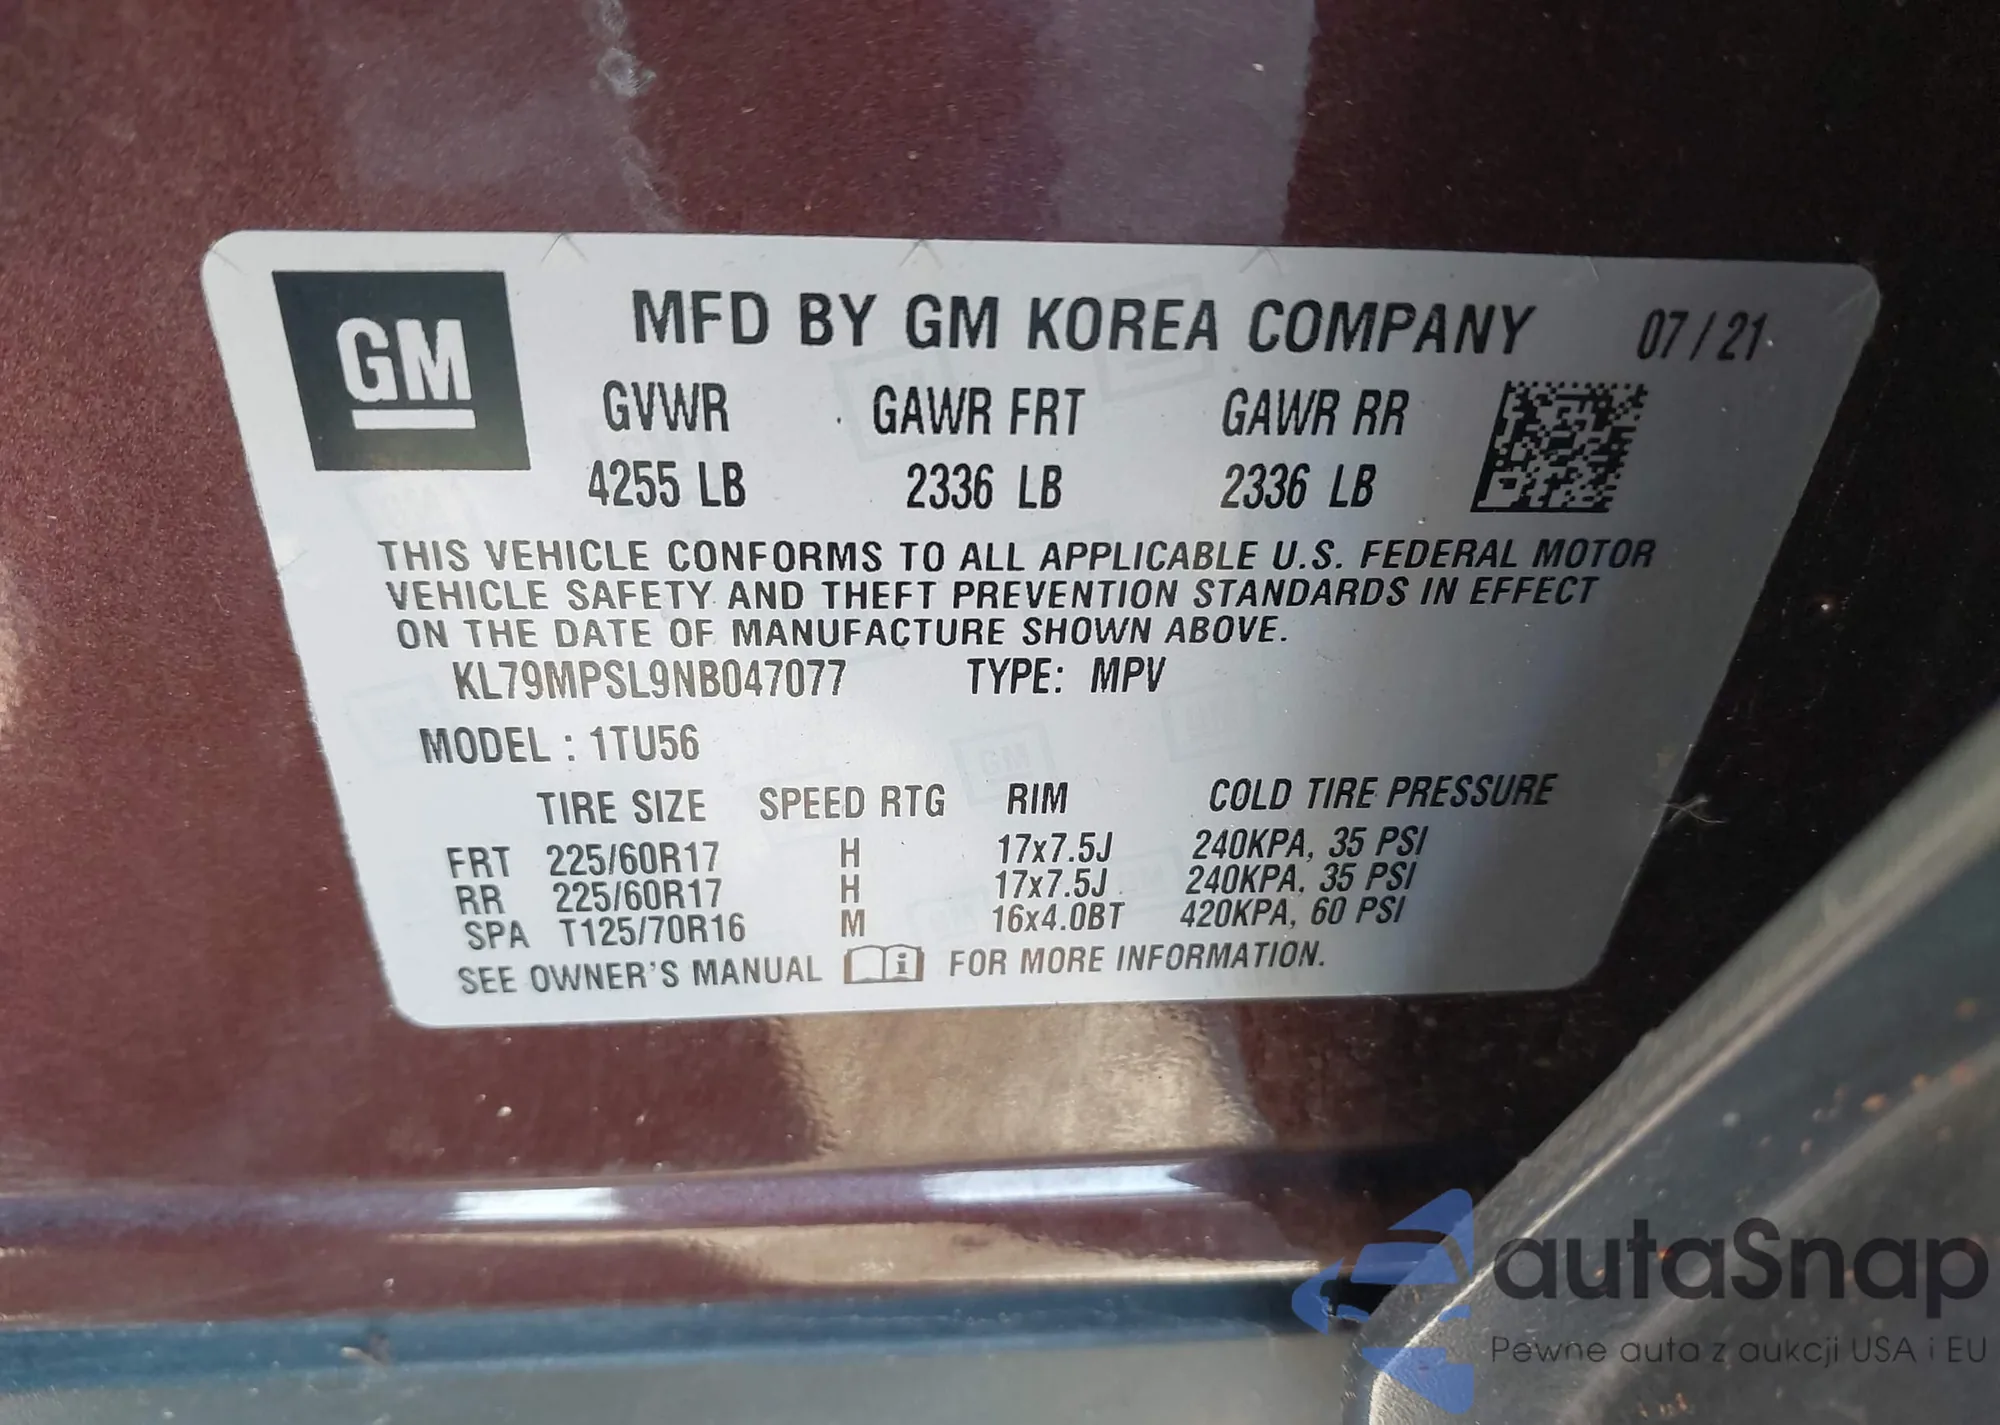 GM
MFD BY GM KOREA COMPANY 07/21
GVWR GAWR FRT GAWR RR
4255 LB 2336 LB 2336 LB
THIS VEHICLE CONFORMS TO ALL APPLICABLE U.S. FEDERAL MOTOR
VEHICLE SAFETY AND THEFT PREVENTION STANDARDS IN EFFECT
ON THE DATE OF MANUFACTURE SHOWN ABOVE.
KL79MPSL9NB047077 TYPE: MPV
MODEL : 1TU56
TIRE SIZE SPEED RTG RIM COLD TIRE PRESSURE
FRT 225/60R17 H 17x7.5J 240KPA, 35 PSI
RR 225/60R17 H 17x7.5J 240KPA, 35 PSI
SPA T125/70R16 M 16x4.0BT 420KPA, 60 PSI
SEE OWNER'S MANUAL i FOR MORE INFORMATION.
autaSnap
Pewne auta z aukcji USA i EU